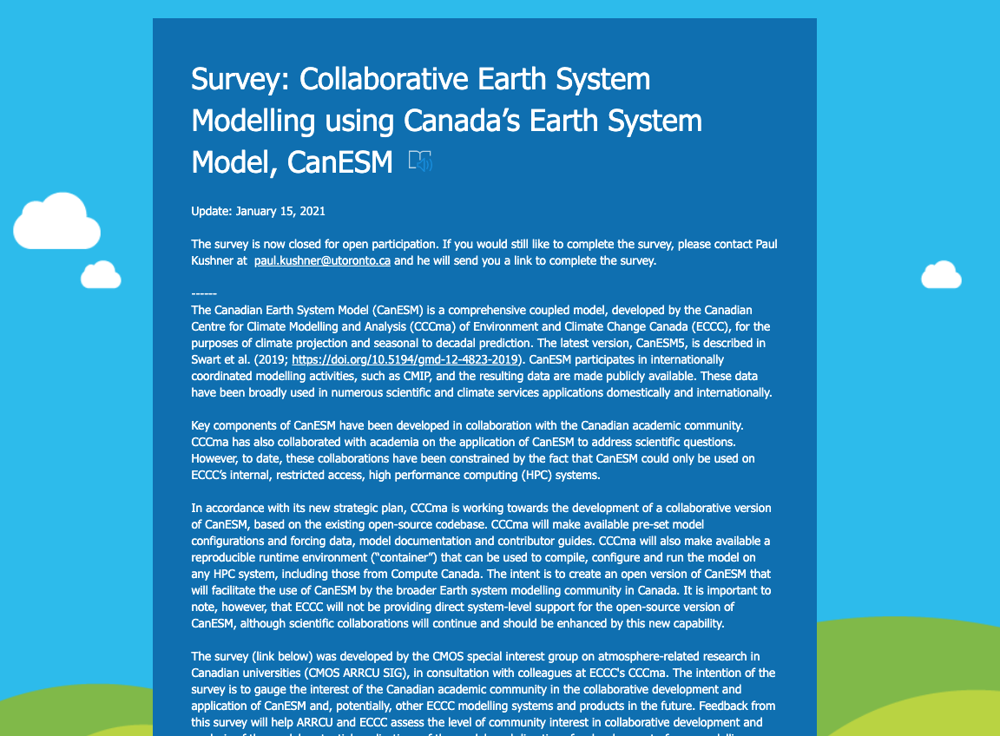 Survey: Collaborative Earth System
Modelling using Canada’s Earth System
Model, CanESM
Update: January 15, 2021
The survey is now closed for open participation. If you would still like to complete the survey, please contact Paul
Kushner at paul.kushner@utoronto.ca and he will send you a link to complete the survey.
------
The Canadian Earth System Model (CanESM) is a comprehensive coupled model, developed by the Canadian
Centre for Climate Modelling and Analysis (CCCma) of Environment and Climate Change Canada (ECCC), for the
purposes of climate projection and seasonal to decadal prediction. The latest version, CanESM5, is described in
Swart et al. (2019; https://doi.org/10.5194/gmd-12-4823-2019). CanESM participates in internationally
coordinated modelling activities, such as CMIP, and the resulting data are made publicly available. These data
have been broadly used in numerous scientific and climate services applications domestically and internationally.
Key components of CanESM have been developed in collaboration with the Canadian academic community.
CCCma has also collaborated with academia on the application of CanESM to address scientific questions.
However, to date, these collaborations have been constrained by the fact that CanESM could only be used on
ECCC’s internal, restricted access, high performance computing (HPC) systems.
In accordance with its new strategic plan, CCCma is working towards the development of a collaborative version
of CanESM, based on the existing open-source codebase. CCCma will make available pre-set model
configurations and forcing data, model documentation and contributor guides. CCCma will also make available a
reproducible runtime environment (“container”) that can be used to compile, configure and run the model on
any HPC system, including those from Compute Canada. The intent is to create an open version of CanESM that
will facilitate the use of CanESM by the broader Earth system modelling community in Canada. It is important to
note, however, that ECCC will not be providing direct system-level support for the open-source version of
CanESM, although scientific collaborations will continue and should be enhanced by this new capability.
The survey (link below) was developed by the CMOS special interest group on atmosphere-related research in
Canadian universities (CMOS ARRCU SIG), in consultation with colleagues at ECCC's CCCma. The intention of the
survey is to gauge the interest of the Canadian academic community in the collaborative development and
application of CanESM and, potentially, other ECCC modelling systems and products in the future. Feedback from
this survey will help ARRCU and ECCC assess the level of community interest in collaborative development and